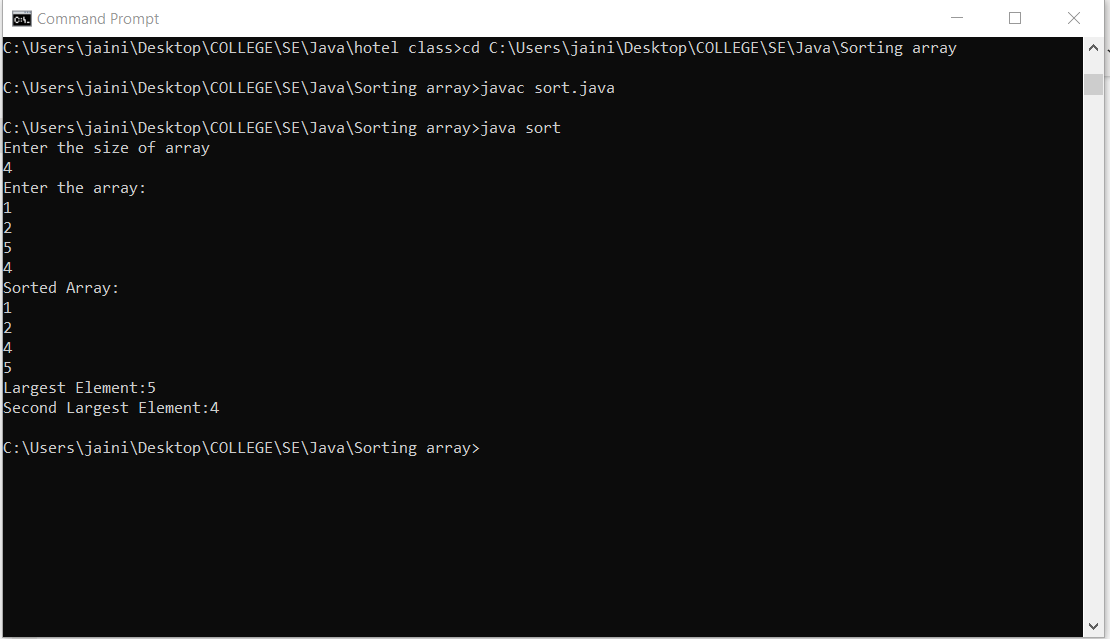 Command Prompt
C:\Users\jaini\Desktop\COLLEGE\SE\Java\hotel class>cd C:\Users\jaini\Desktop\COLLEGE\SE\Java\Sorting array
C:\Users\jaini\Desktop\COLLEGE\SE\Java\Sorting array>javac sort.java
C:\Users\jaini\Desktop\COLLEGE\SE\Java\Sorting array>java sort
Enter the size of array
4
Enter the array:
1
2
5
4
Sorted Array:
1
2
4
5
Largest Element:5
Second Largest Element:4
C:\Users\jaini\Desktop\COLLEGE\SE\Java\Sorting array>